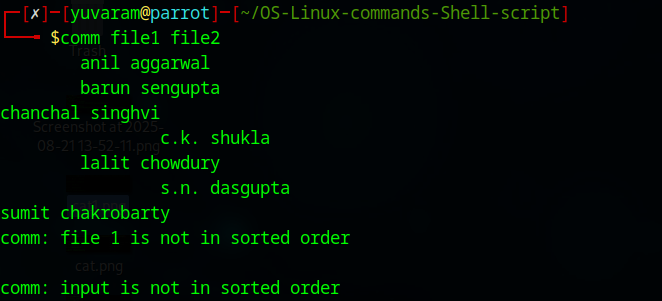 ┌─[✗]─[yuvaram@parrot]─[~/OS-Linux-commands-Shell-script]
└──╼ $comm file1 file2
Trash
	anil aggarwal
	barun sengupta
chanchal singhvi
Screenshot at 2025-
		c.k. shukla
08-21 13-52-11.png
	lalit chowdury
		s.n. dasgupta
sumit chakrobarty
comm: file 1 is not in sorted order
cat.png
comm: input is not in sorted order